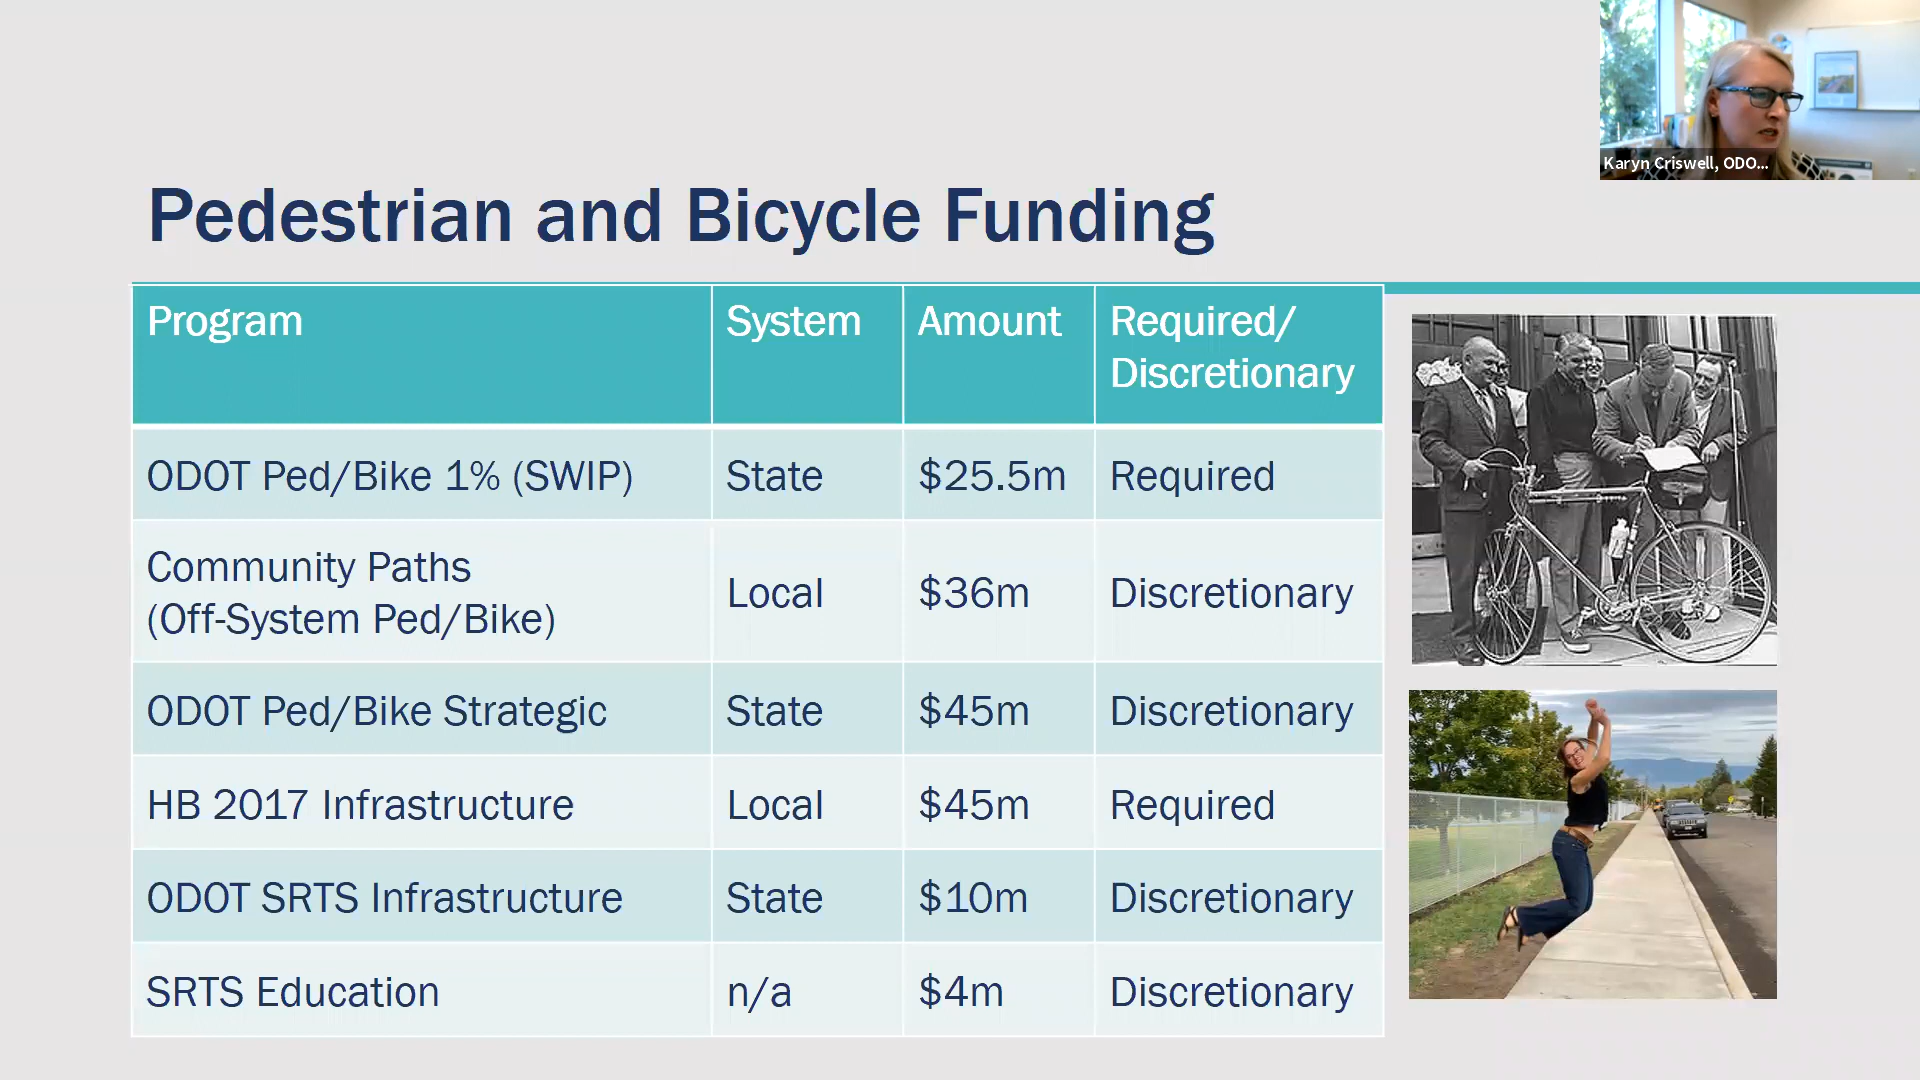 Karyn Criswell, ODO...
Pedestrian and Bicycle Funding
Program System Amount Required/
Discretionary
ODOT Ped/Bike 1% (SWIP) State $25.5m Required
Community Paths
(Off-System Ped/Bike) Local $36m Discretionary
ODOT Ped/Bike Strategic State $45m Discretionary
HB 2017 Infrastructure Local $45m Required
ODOT SRTS Infrastructure State $10m Discretionary
SRTS Education n/a $4m Discretionary